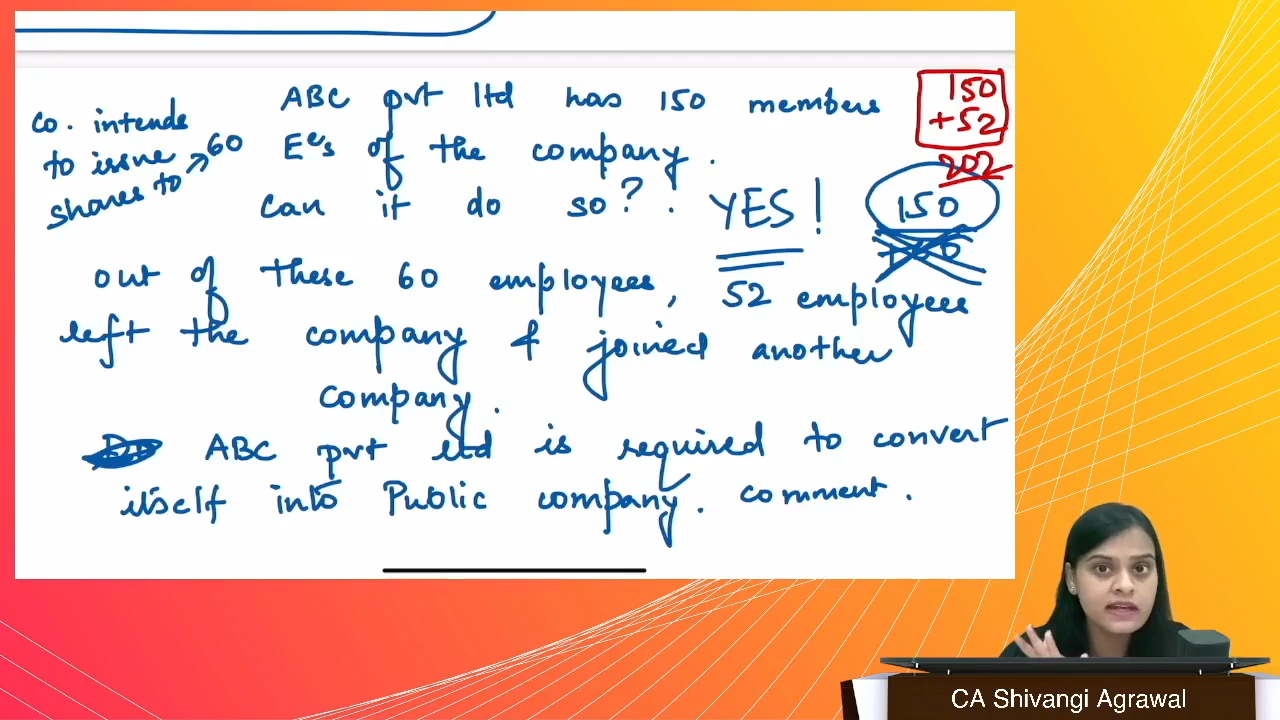 ABC pvt ltd has 150 members
co. intends to issue shares to → 60 Ees of the company.
can it do so? YES!
150
+52
202
150
out of these 60 employees, 52 employees
left the company & joined another
company.
ABC pvt ltd is required to convert
itself into Public company. comment.
CA Shivangi Agrawal